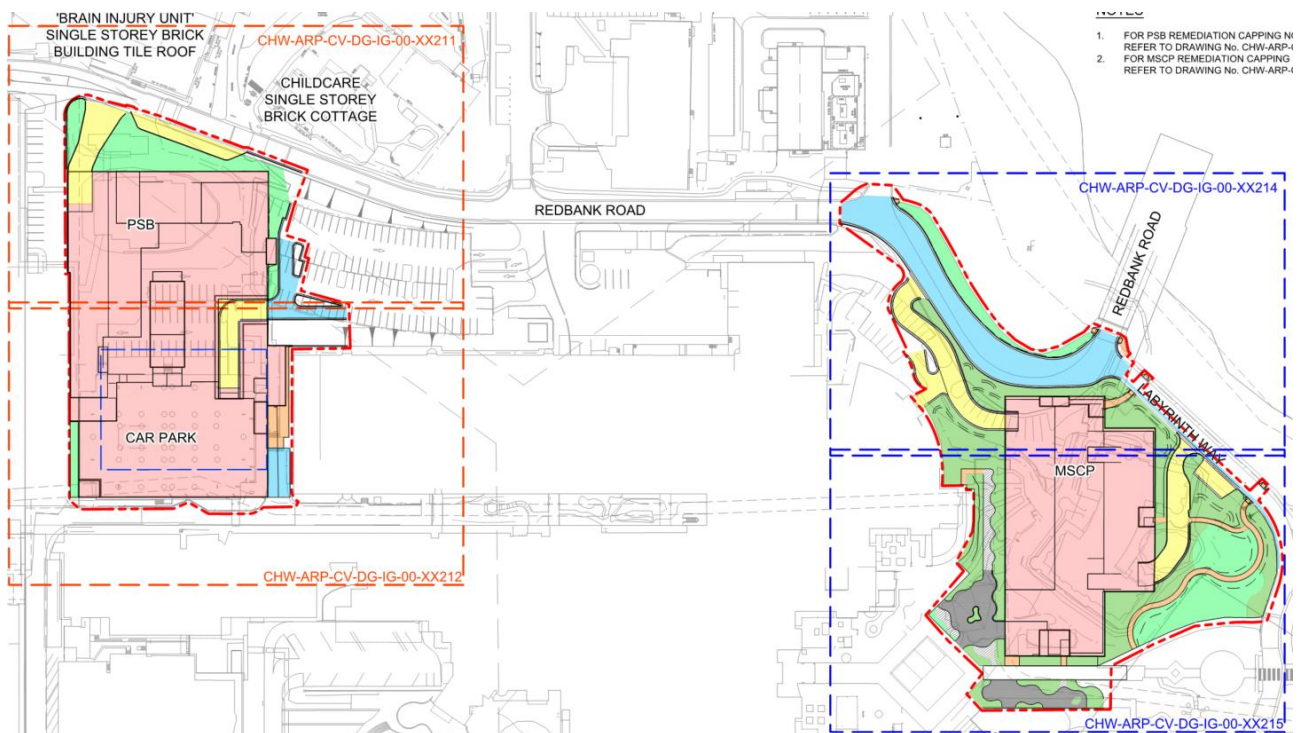 'BRAIN INJURY UNIT'
SINGLE STOREY BRICK
BUILDING TILE ROOF
CHW-ARP-CV-DG-IG-00-XX211
CHILDCARE
SINGLE STOREY
BRICK COTTAGE
NOTES
1. FOR PSB REMEDIATION CAPPING NO
REFER TO DRAWING No. CHW-ARP-C
2. FOR MSCP REMEDIATION CAPPING
REFER TO DRAWING No. CHW-ARP-C
CHW-ARP-CV-DG-IG-00-XX214
REDBANK ROAD
REDBANK ROAD
PSB
LABYRINTH WAY
CAR PARK
MSCP
CHW-ARP-CV-DG-IG-00-XX212
CHW-ARP-CV-DG-IG-00-XX215